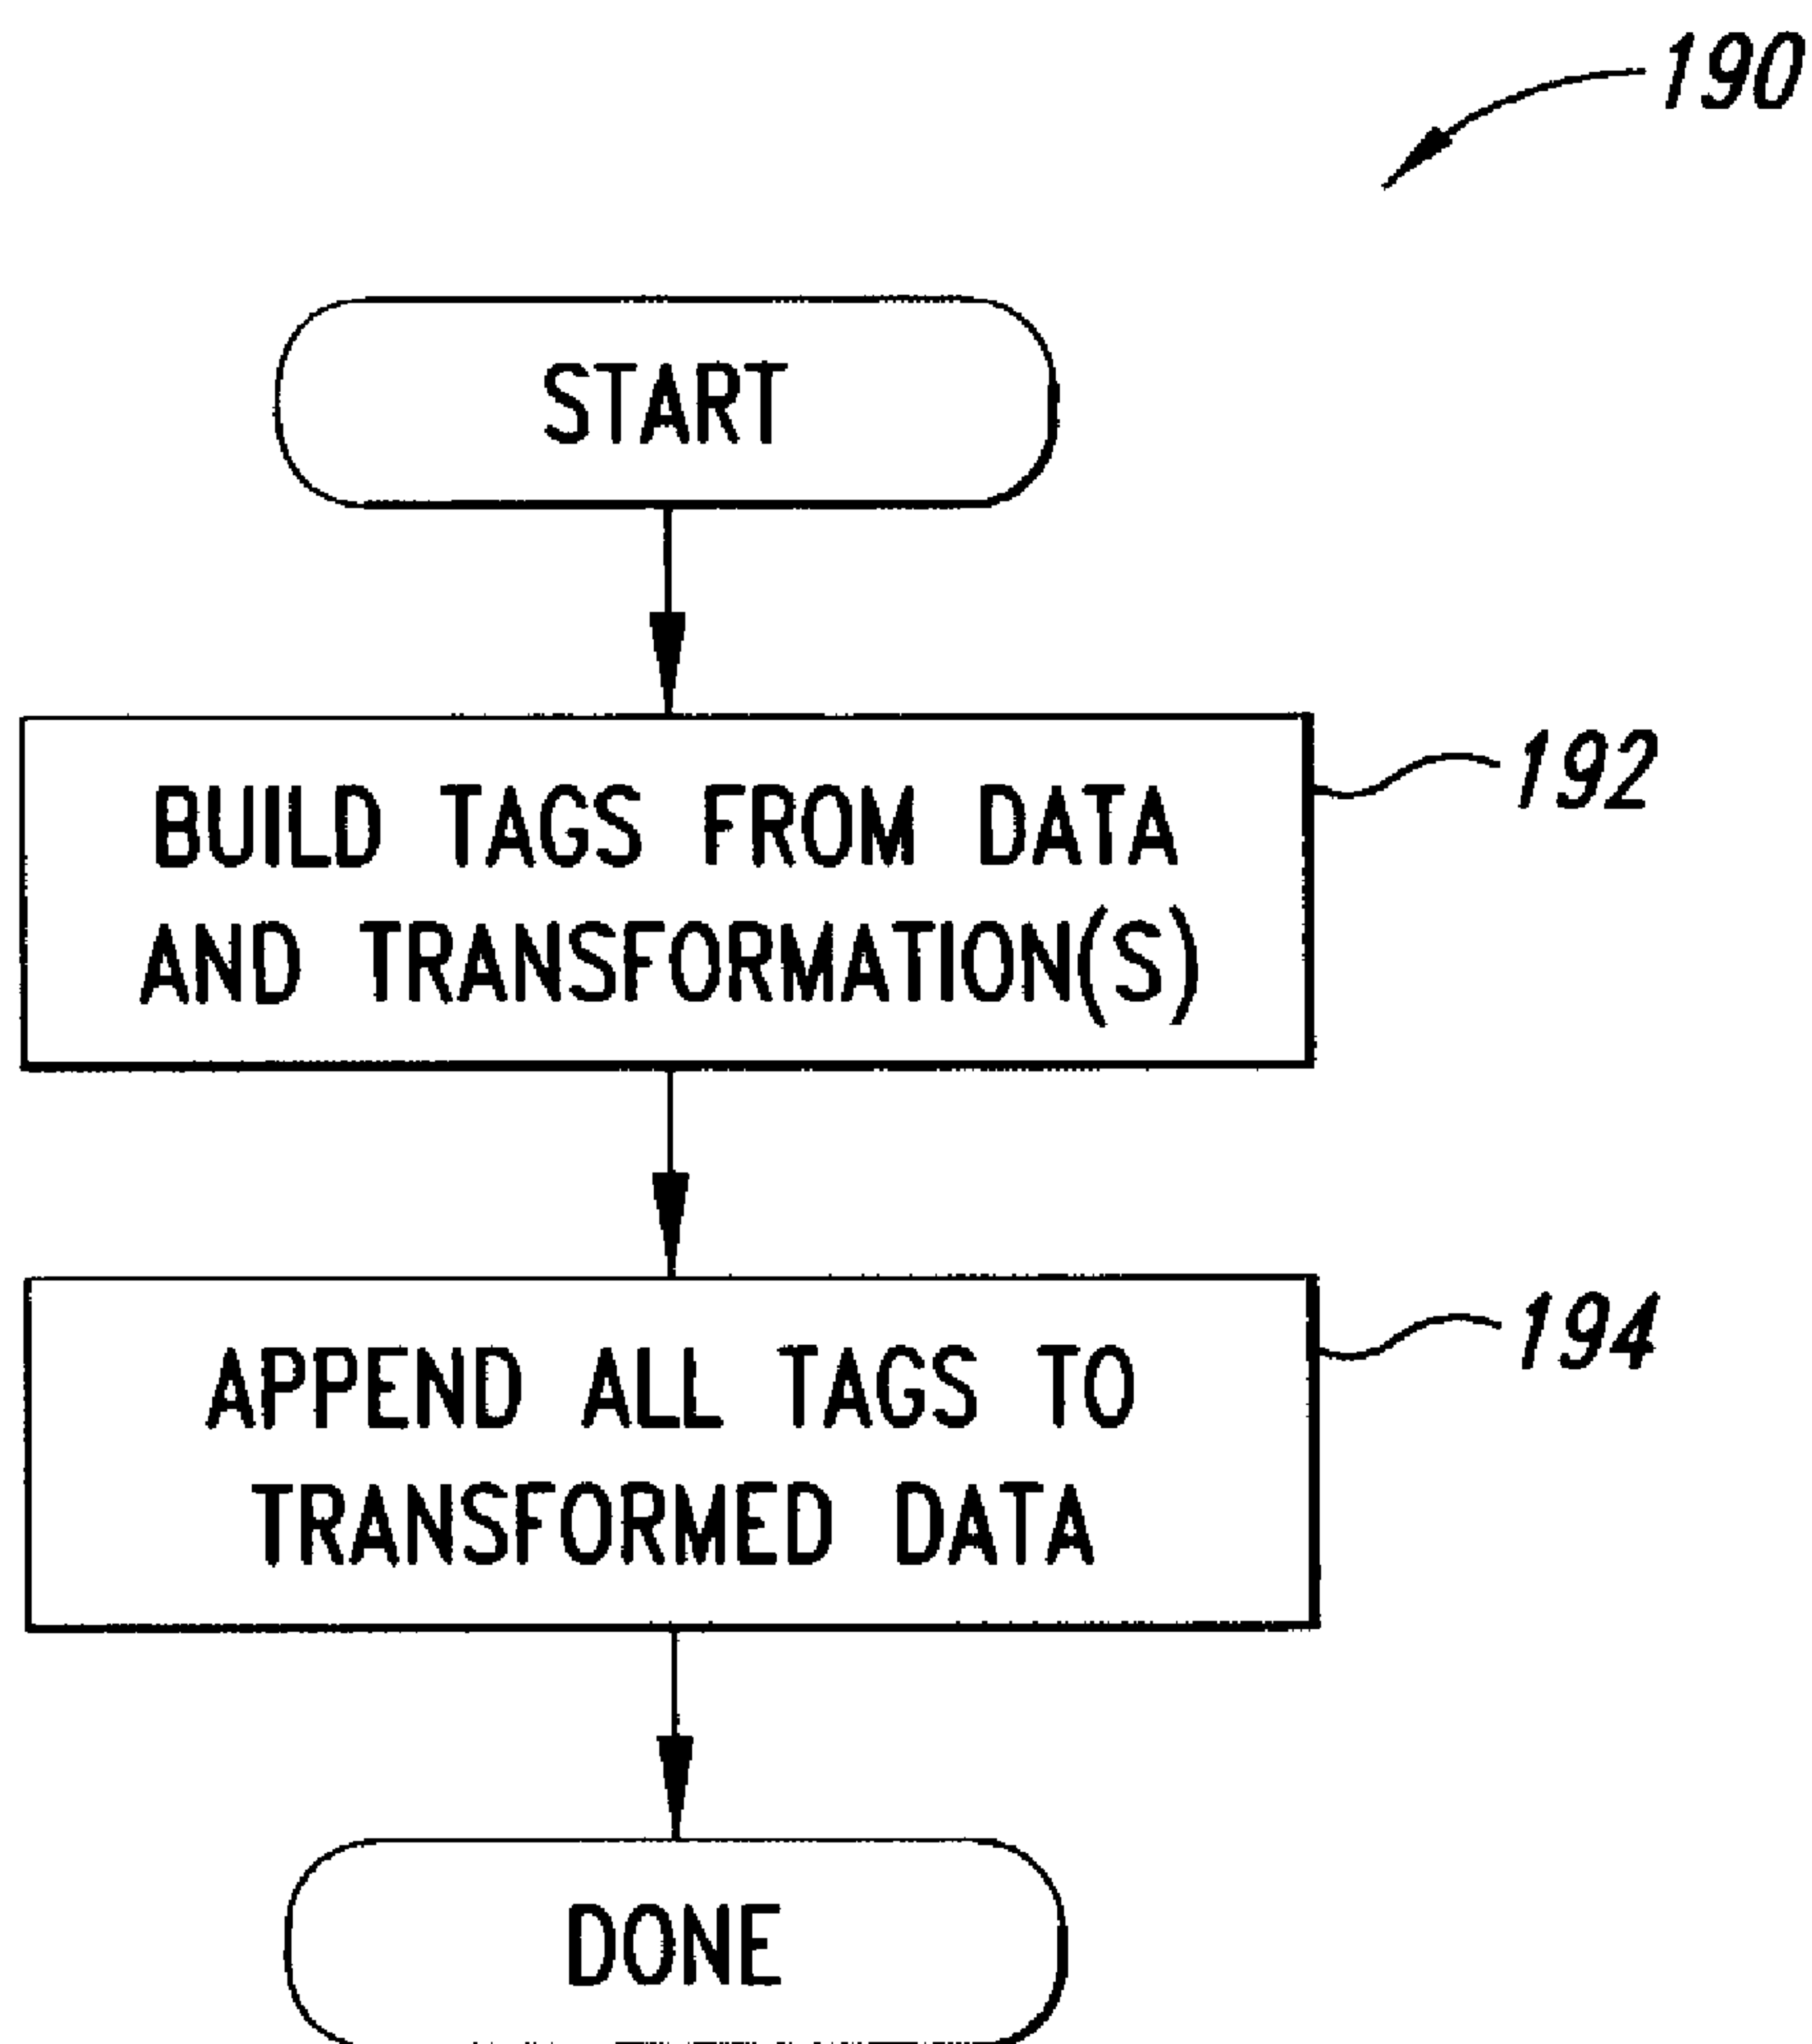 190
START
BUILD TAGS FROM DATA
192
AND TRANSFORMATION(S)
APPEND ALL TAGS TO
194
TRANSFORMED DATA
DONE